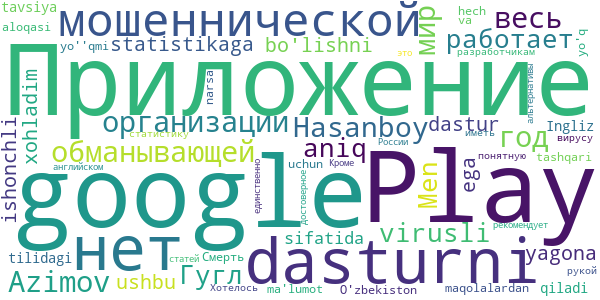 tavsiya
мошеннической
мир
весь
hech
va
aloqasi
yo''qmi
statistikaga
bo'lishni
это
работает
разработчикам
yo'q
Приложение
xohladim
narsa
альтернативы
организации
Hasanboy
dastur
год
Ingliz
ishonchli
статистику
иметь
вирусу
обманывающей
aniq
России
понятную
tashqari
английском
uchun
Кроме
Men
ega
google
Play
единственно
достоверное
рекомендует
virusli
sifatida
нет
dasturni
yagona
tilidagi
статей
Смерть
Azimov
ushbu
Гугл
Хотелось
ma'lumot
O'zbekiston
maqolalardan
рукой
qiladi